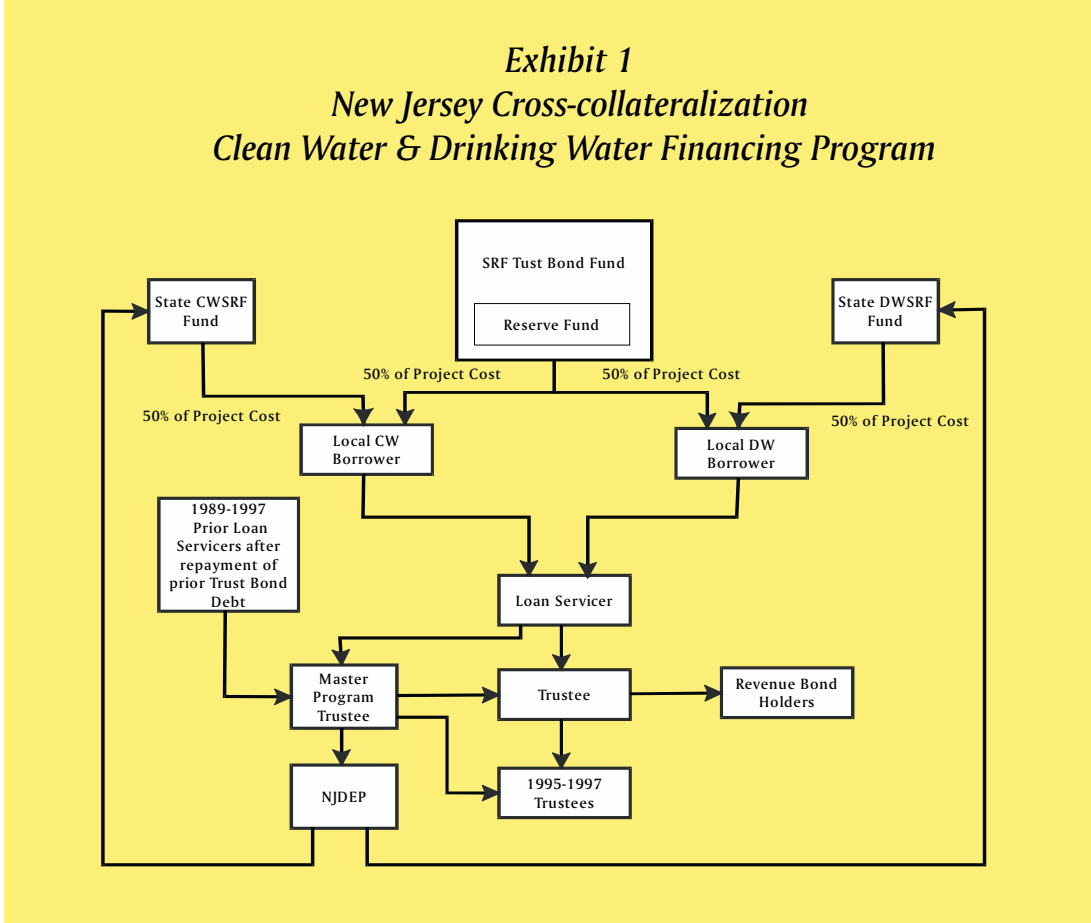 Exhibit 1
New Jersey Cross-collateralization
Clean Water & Drinking Water Financing Program
SRF Tust Bond Fund
Reserve Fund
State CWSRF
Fund
State DWSRF
Fund
50% of Project Cost
50% of Project Cost
50% of Project Cost
50% of Project Cost
Local CW
Borrower
Local DW
Borrower
1989-1997
Prior Loan
Servicers after
repayment of
prior Trust Bond
Debt
Loan Servicer
Master
Program
Trustee
Trustee
Revenue Bond
Holders
NJDEP
1995-1997
Trustees